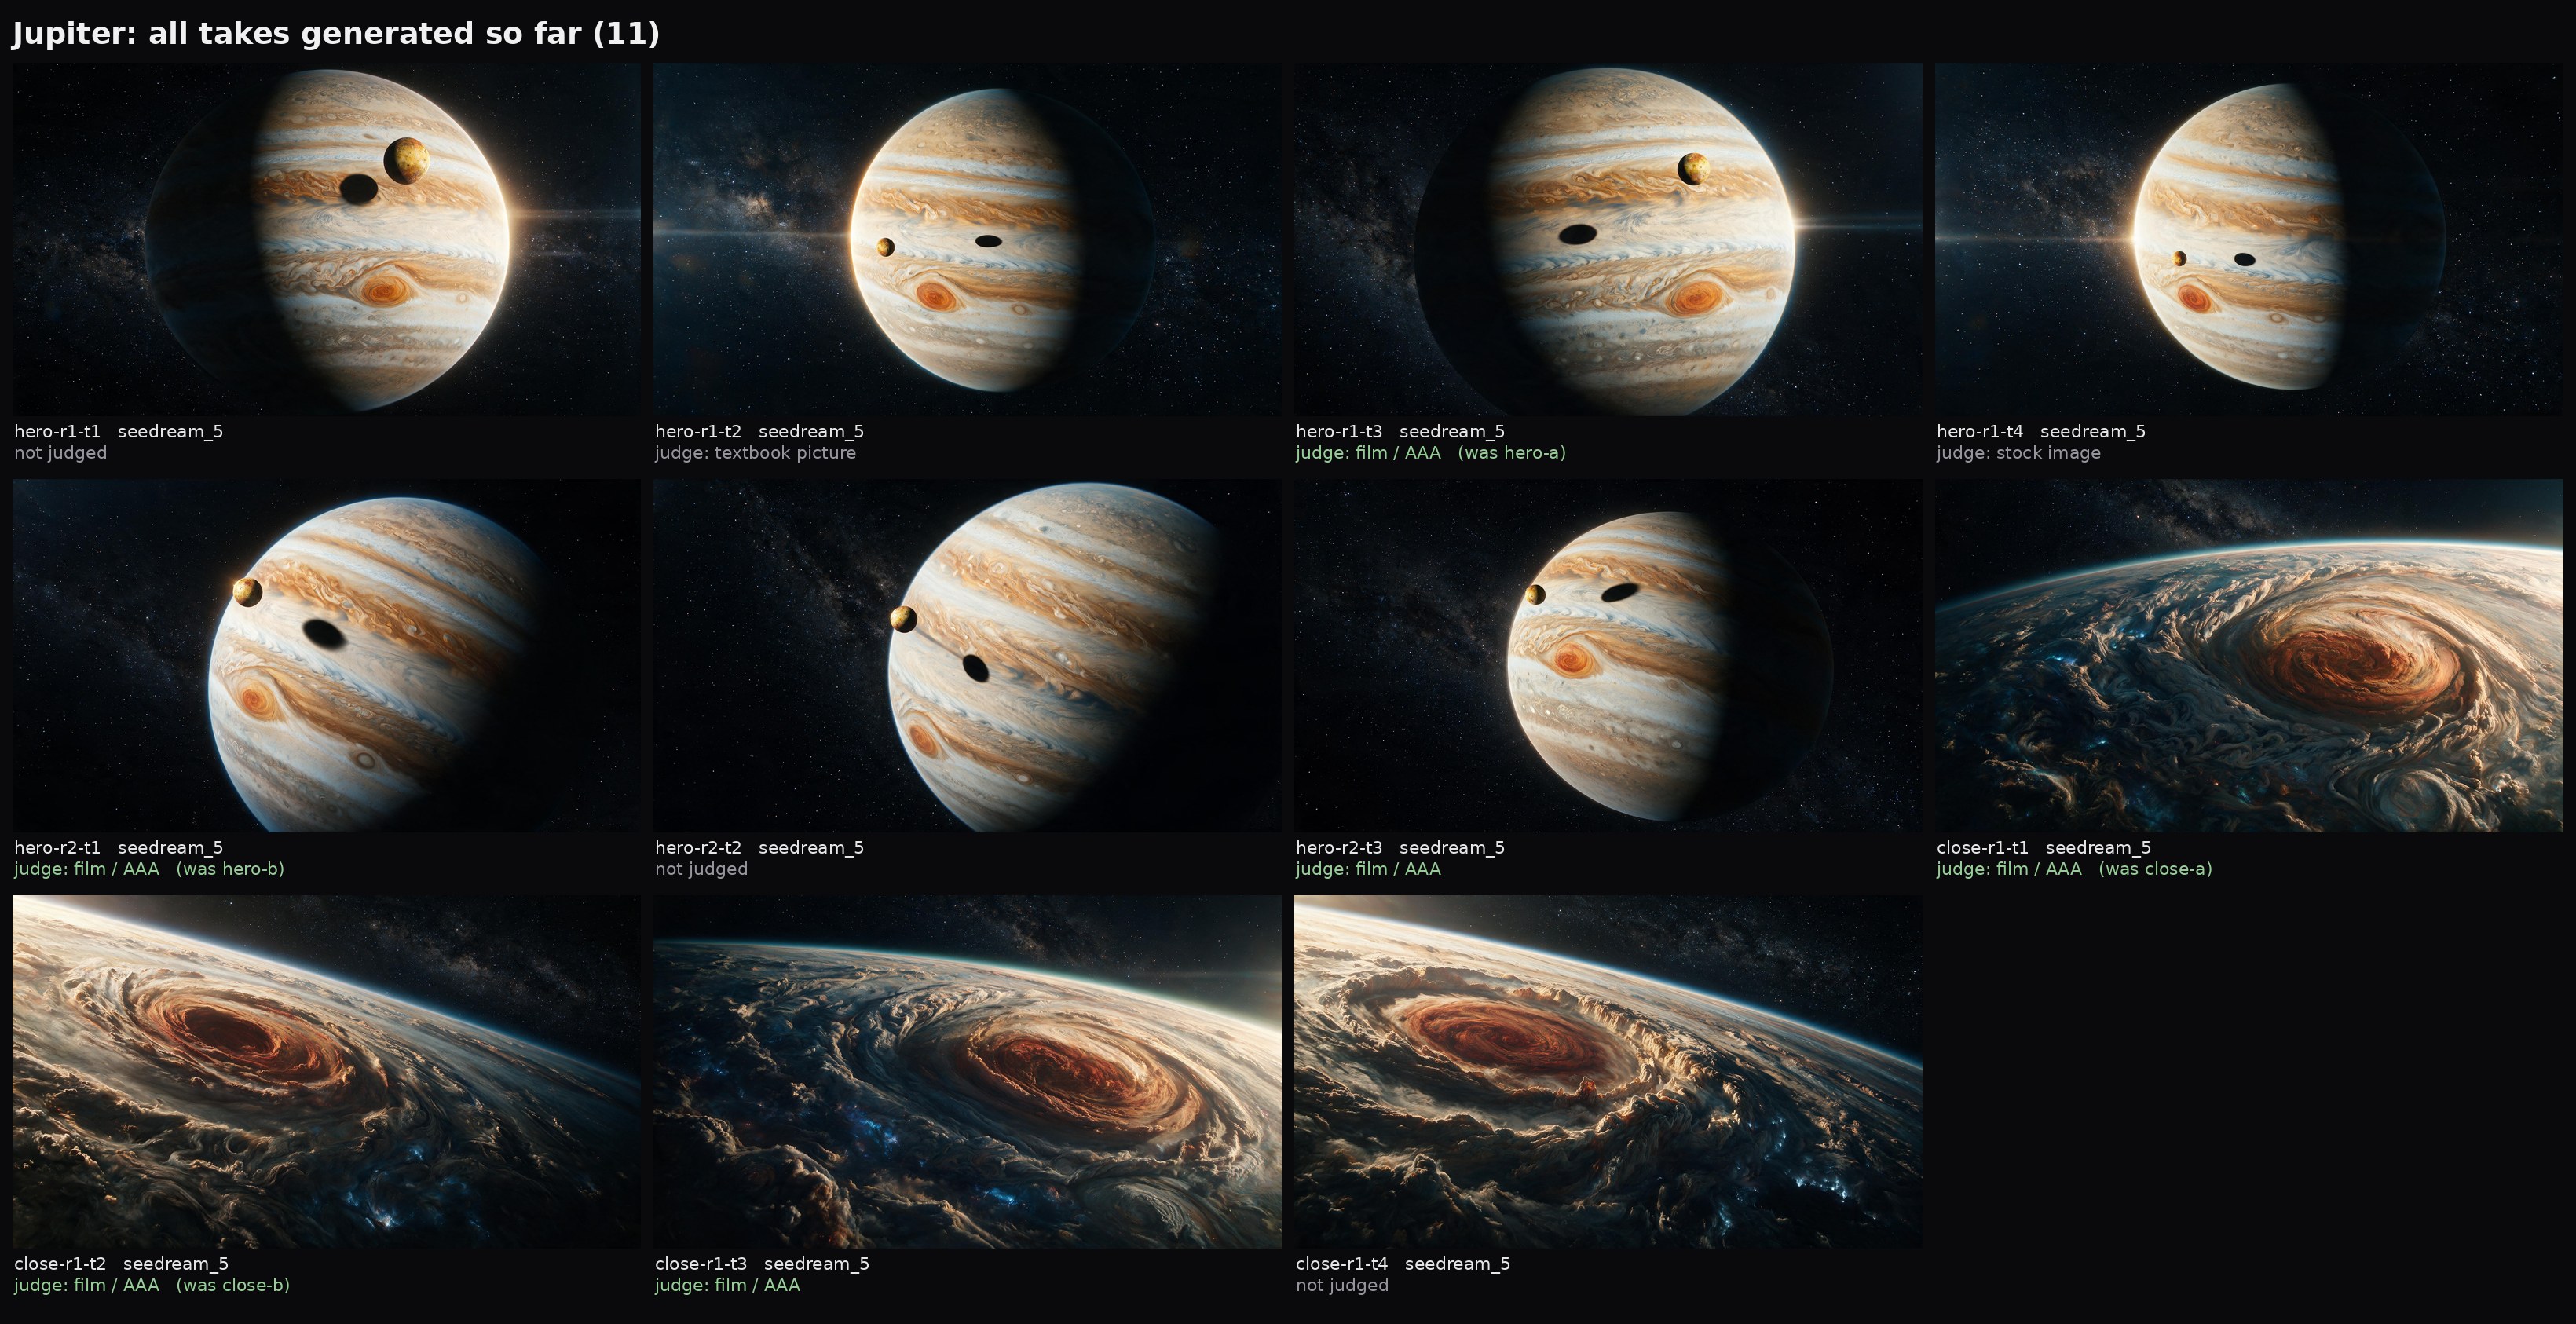 Jupiter: all takes generated so far (11)
hero-r1-t1   seedream_5
not judged
hero-r1-t2   seedream_5
judge: textbook picture
hero-r1-t3   seedream_5
judge: film / AAA   (was hero-a)
hero-r1-t4   seedream_5
judge: stock image
hero-r2-t1   seedream_5
judge: film / AAA   (was hero-b)
hero-r2-t2   seedream_5
not judged
hero-r2-t3   seedream_5
judge: film / AAA
close-r1-t1   seedream_5
judge: film / AAA   (was close-a)
close-r1-t2   seedream_5
judge: film / AAA   (was close-b)
close-r1-t3   seedream_5
judge: film / AAA
close-r1-t4   seedream_5
not judged